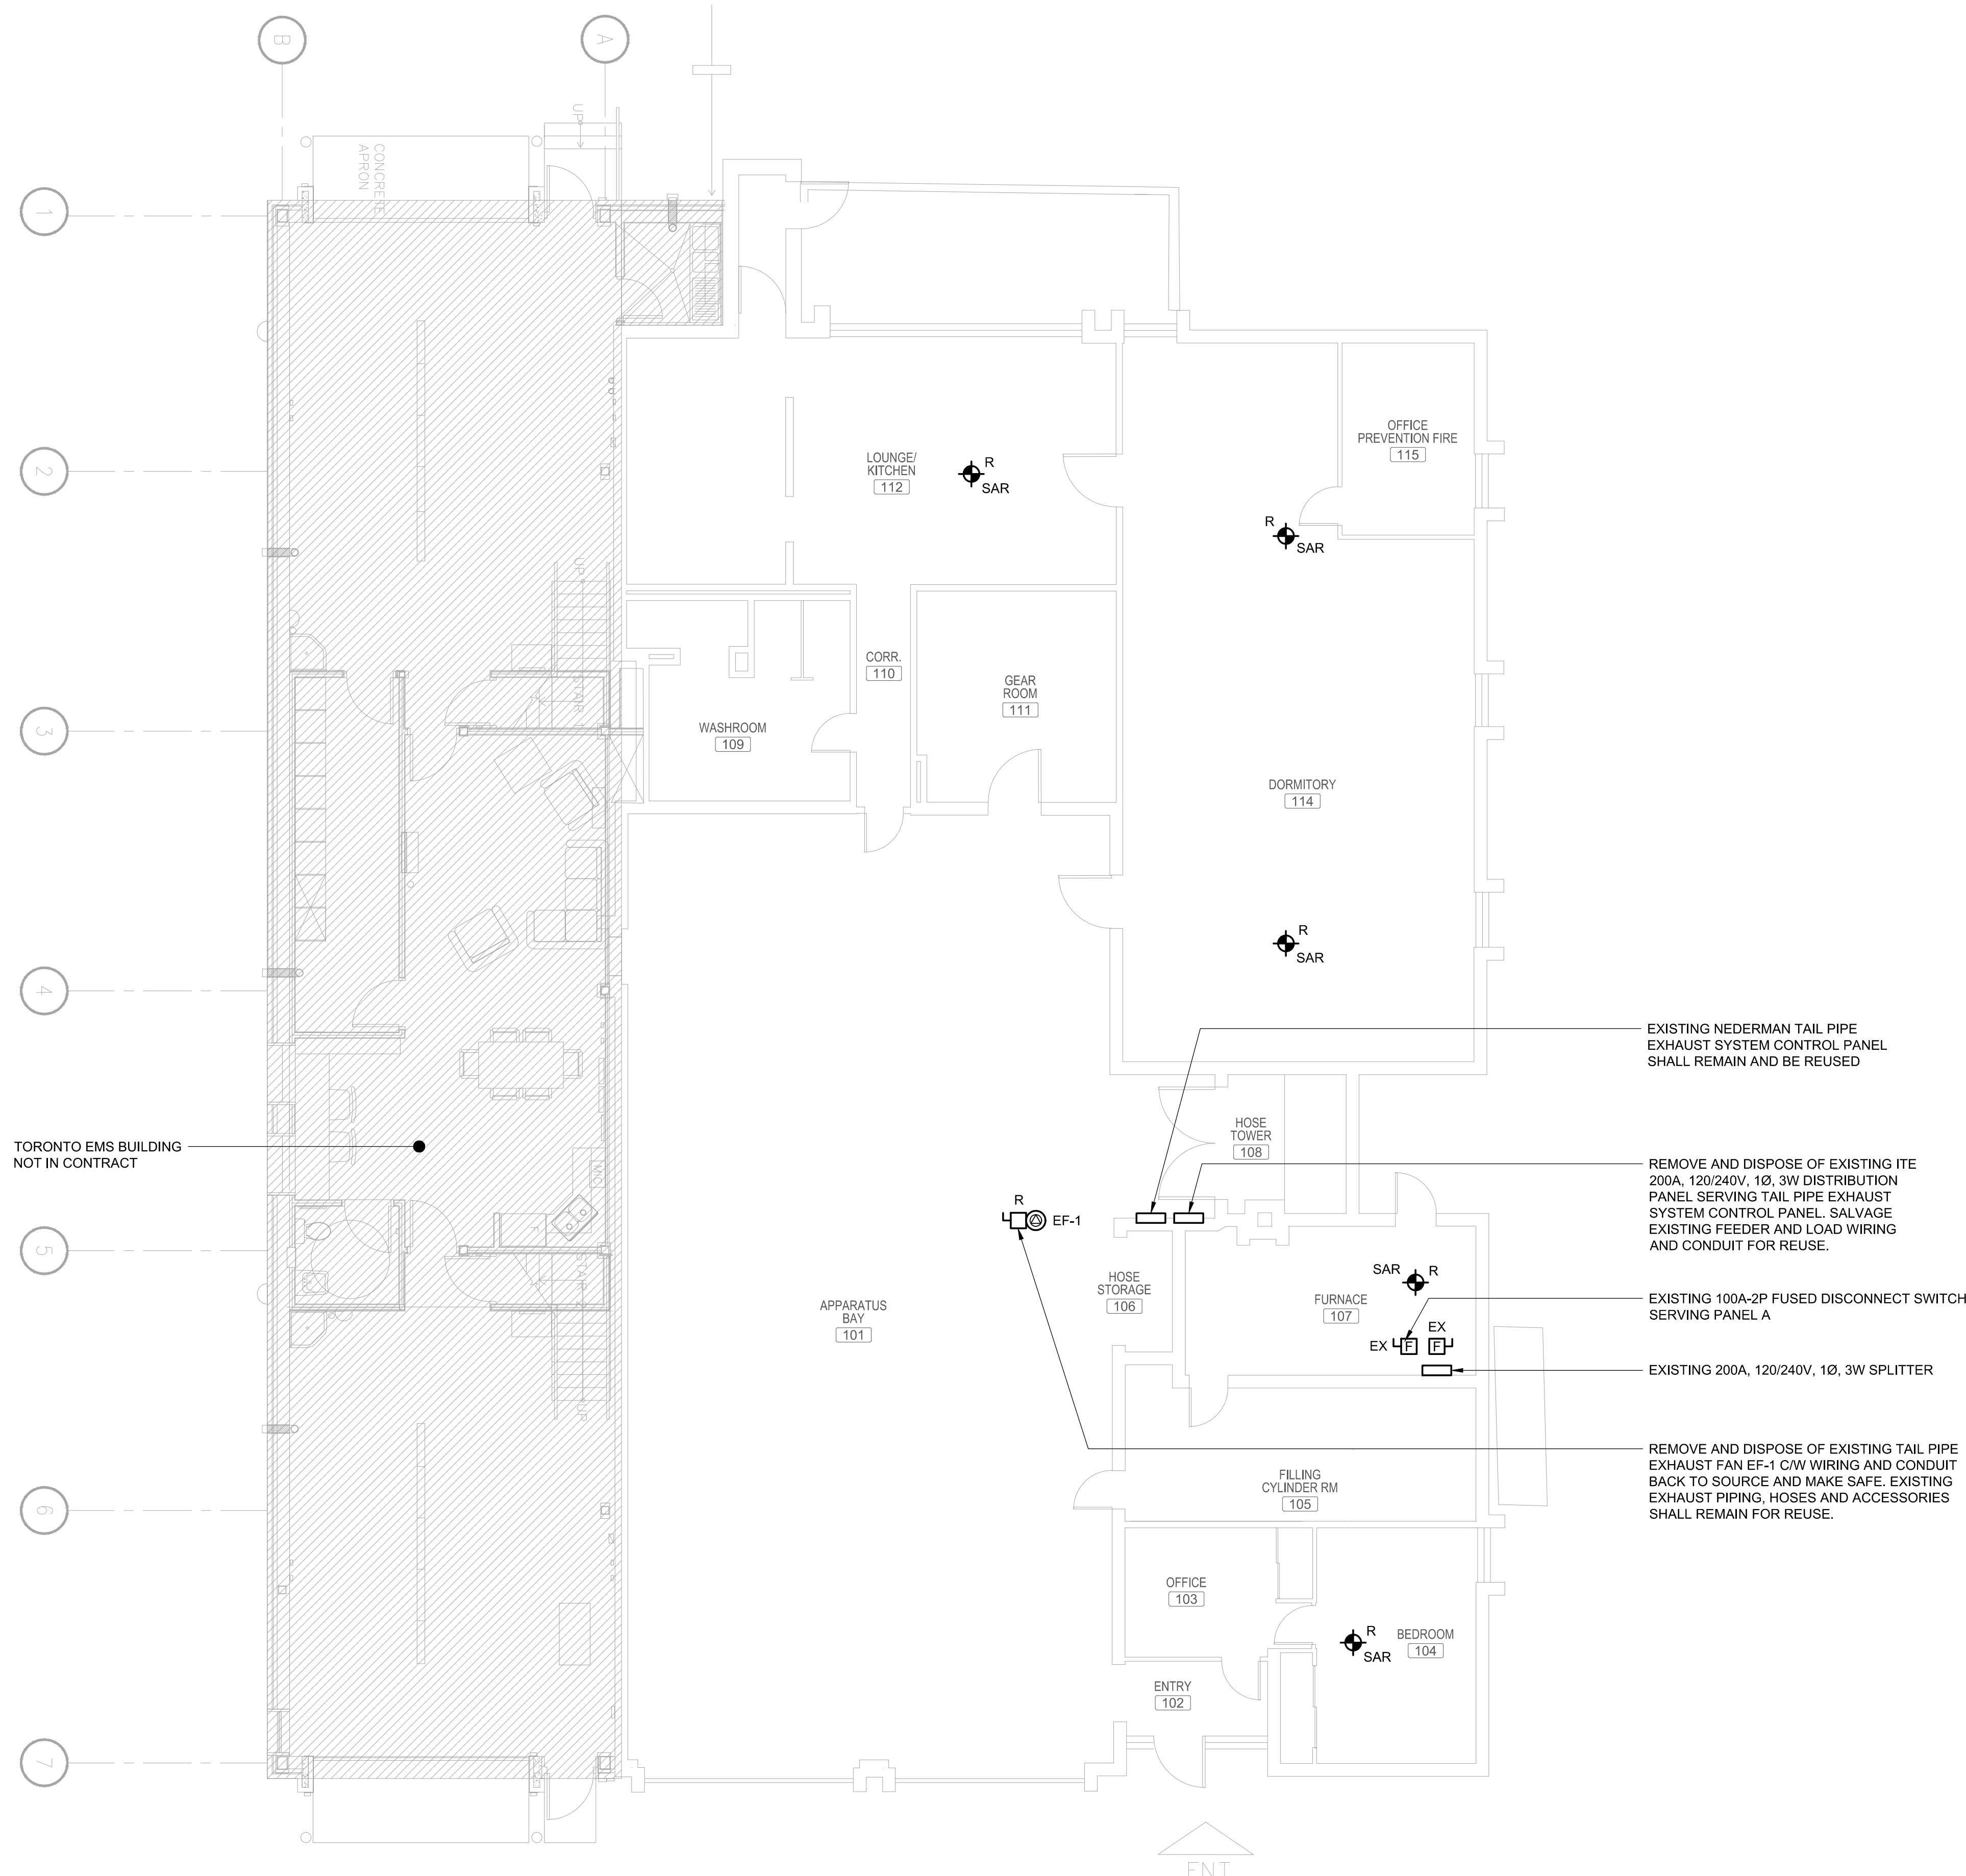 B
A
UP
CONCRETE
APRON
1
2
3
4
5
6
7
LOUNGE/
KITCHEN
112
R
SAR
OFFICE
PREVENTION FIRE
115
R
SAR
UP
STAIR 1
CORR.
110
GEAR
ROOM
111
WASHROOM
109
DORMITORY
114
R
SAR
EXISTING NEDERMAN TAIL PIPE
EXHAUST SYSTEM CONTROL PANEL
SHALL REMAIN AND BE REUSED
TORONTO EMS BUILDING
NOT IN CONTRACT
HOSE
TOWER
108
REMOVE AND DISPOSE OF EXISTING ITE
200A, 120/240V, 1Ø, 3W DISTRIBUTION
PANEL SERVING TAIL PIPE EXHAUST
SYSTEM CONTROL PANEL. SALVAGE
EXISTING FEEDER AND LOAD WIRING
AND CONDUIT FOR REUSE.
F
R
EF-1
HOSE
STORAGE
106
SAR
R
FURNACE
107
EXISTING 100A-2P FUSED DISCONNECT SWITCH
SERVING PANEL A
APPARATUS
BAY
101
EX
EX
F
F
EXISTING 200A, 120/240V, 1Ø, 3W SPLITTER
UP
REMOVE AND DISPOSE OF EXISTING TAIL PIPE
EXHAUST FAN EF-1 C/W WIRING AND CONDUIT
BACK TO SOURCE AND MAKE SAFE. EXISTING
EXHAUST PIPING, HOSES AND ACCESSORIES
SHALL REMAIN FOR REUSE.
FILLING
CYLINDER RM
105
OFFICE
103
BEDROOM
104
R
SAR
ENTRY
102